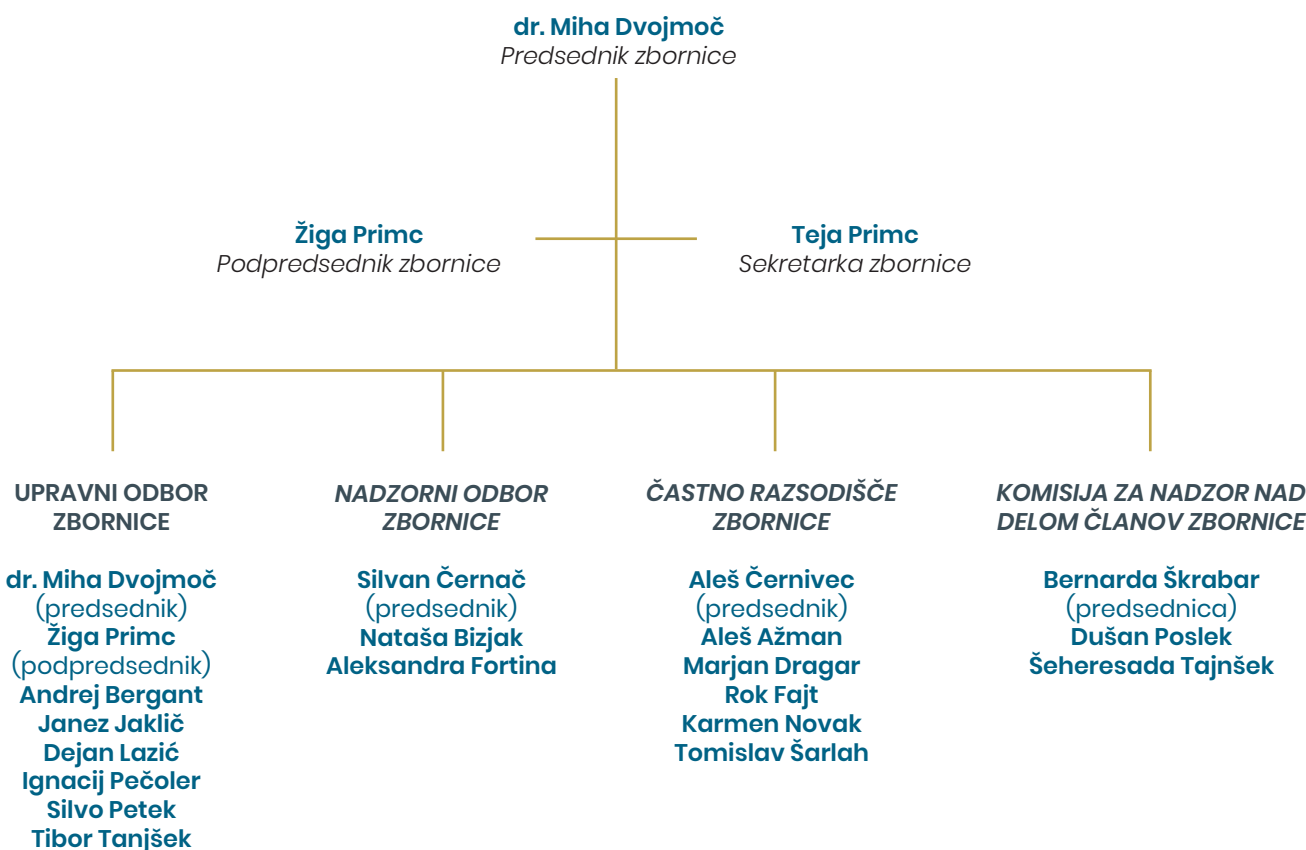 dr. Miha Dvojmoč
Predsednik zbornice
Žiga Primc
Podpredsednik zbornice
Teja Primc
Sekretarka zbornice
UPRAVNI ODBOR
ZBORNICE
dr. Miha Dvojmoč
(predsednik)
Žiga Primc
(podpredsednik)
Andrej Bergant
Janez Jaklič
Dejan Lazić
Ignacij Pečoler
Silvo Petek
Tibor Tanjšek
NADZORNI ODBOR
ZBORNICE
Silvan Černač
(predsednik)
Nataša Bizjak
Aleksandra Fortina
ČASTNO RAZSODIŠČE
ZBORNICE
Aleš Černivec
(predsednik)
Aleš Ažman
Marjan Dragar
Rok Fajt
Karmen Novak
Tomislav Šarlah
KOMISIJA ZA NADZOR NAD
DELOM ČLANOV ZBORNICE
Bernarda Škrabar
(predsednica)
Dušan Poslek
Šeheresada Tajnšek